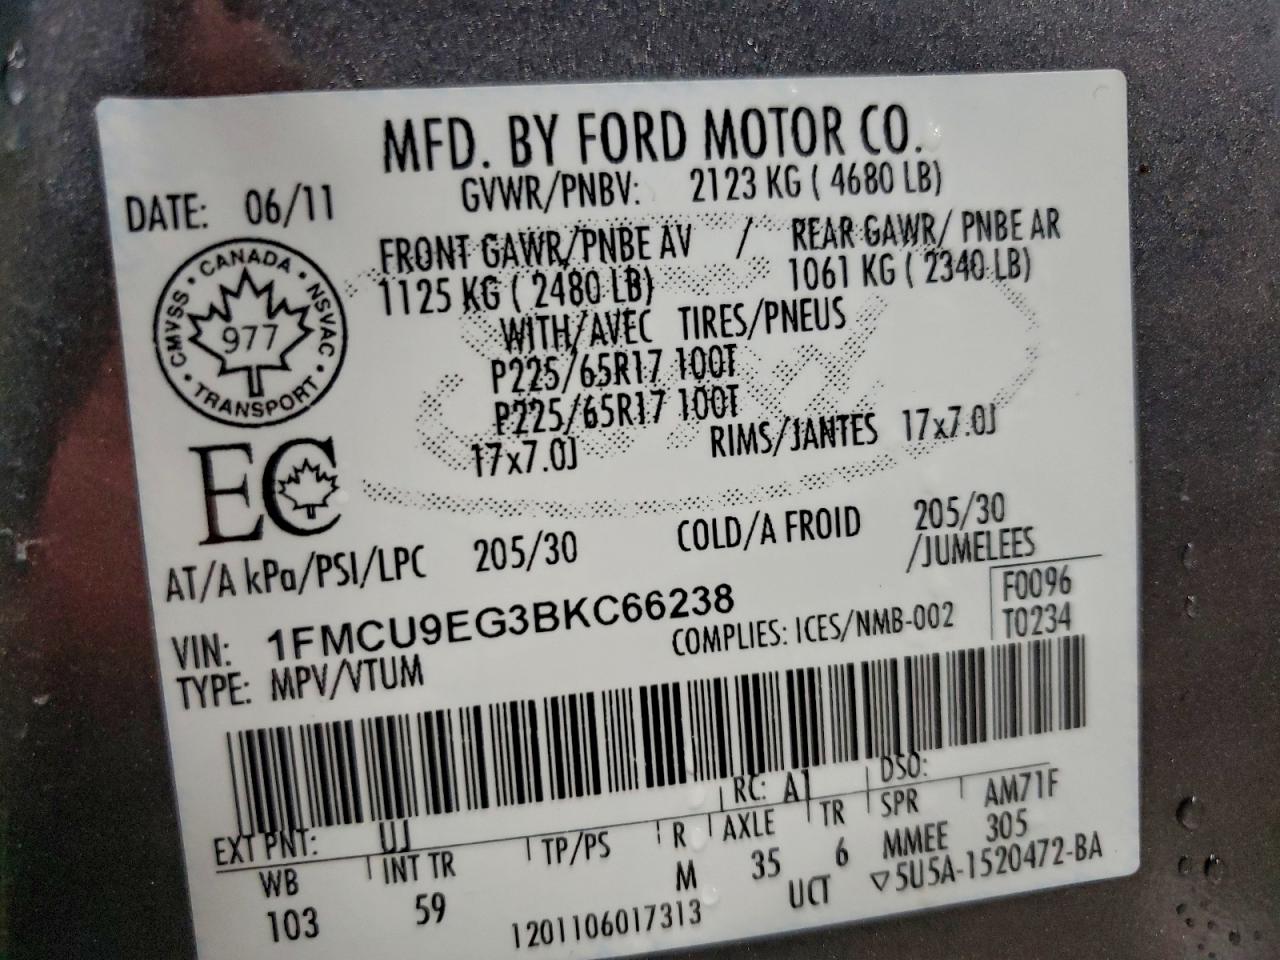 MFD. BY FORD MOTOR CO.
DATE: 06/11
GVWR/PNBV: 2123 KG ( 4680 LB)
FRONT GAWR/PNBE AV / REAR GAWR/ PNBE AR
1125 KG ( 2480 LB) 1061 KG ( 2340 LB)
WITH/AVEC TIRES/PNEUS
P225/65R17 100T
P225/65R17 100T
17x7.0J RIMS/JANTES 17x7.0J
CANADA
CMVSS NSVAC
977
TRANSPORT
EC
AT/A kPa/PSI/LPC 205/30 COLD/A FROID 205/30
/JUMELEES
VIN: 1FMCU9EG3BKC66238
F0096
T0234
TYPE: MPV/VTUM COMPLIES: ICES/NMB-002
EXT PNT: UJ RC: A1 DSO:
WB INT TR TP/PS R AXLE TR SPR AM71F
103 59 M 35 6 MMEE 305
1201106017313 UCT ▽5U5A-1520472-BA